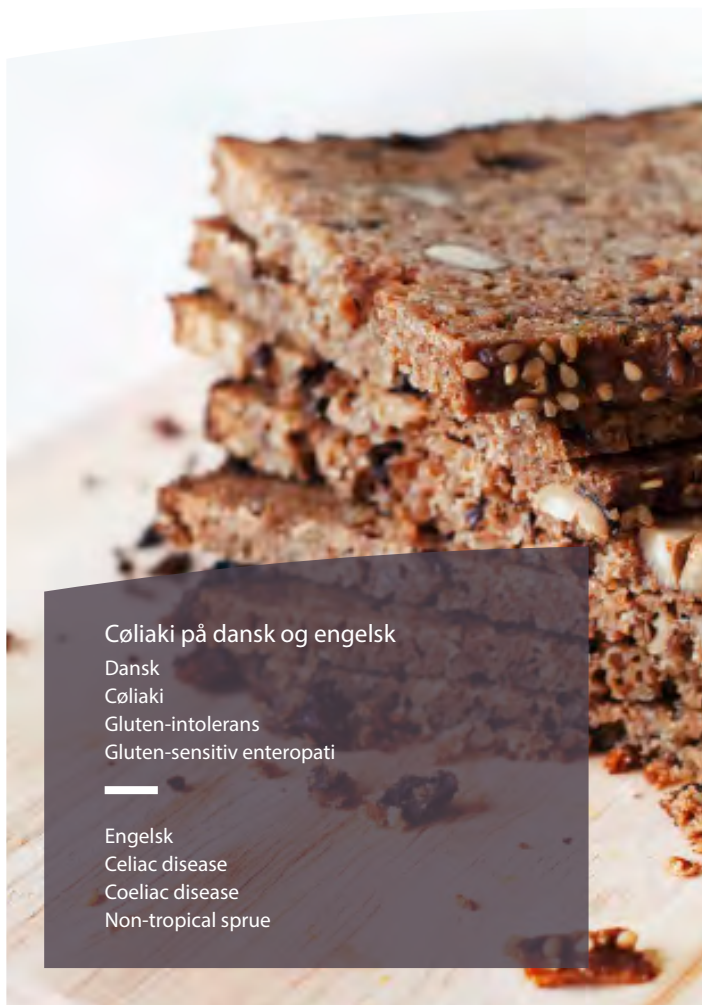 Cøliaki på dansk og engelsk
Dansk
Cøliaki
Gluten-intolerans
Gluten-sensitiv enteropati
Engelsk
Celiac disease
Coeliac disease
Non-tropical sprue